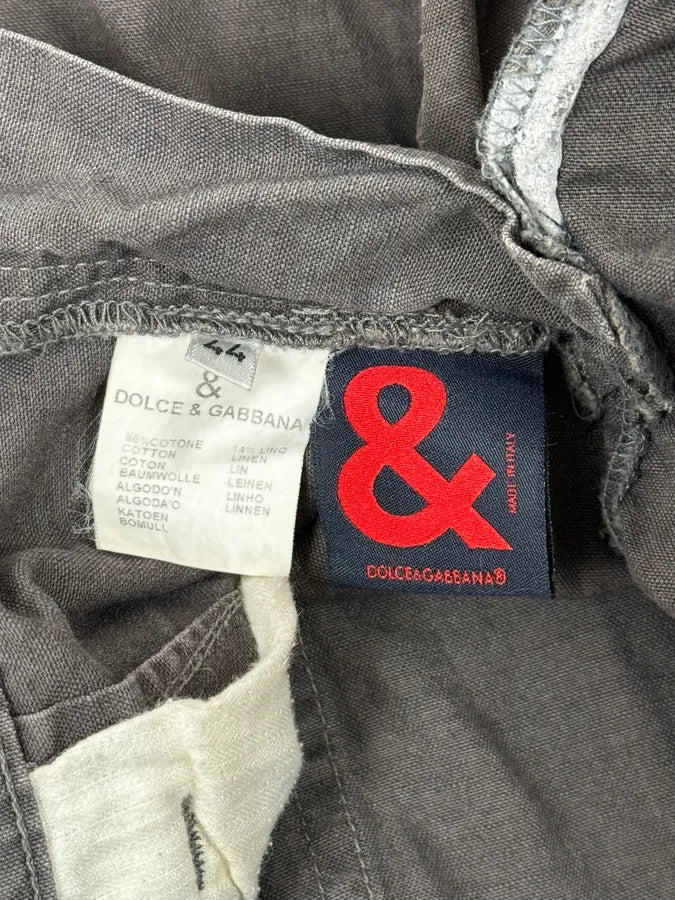 44
&
DOLCE & GABBANA
86%COTONE
COTTON
COTON
BAUMWOLLE
ALGODO'N
ALGODA'O
KATOEN
BOMULL
14% LINO
LINEN
LIN
LEINEN
LINHO
LINNEN
&
MADE IN ITALY
DOLCE&GABBANA®